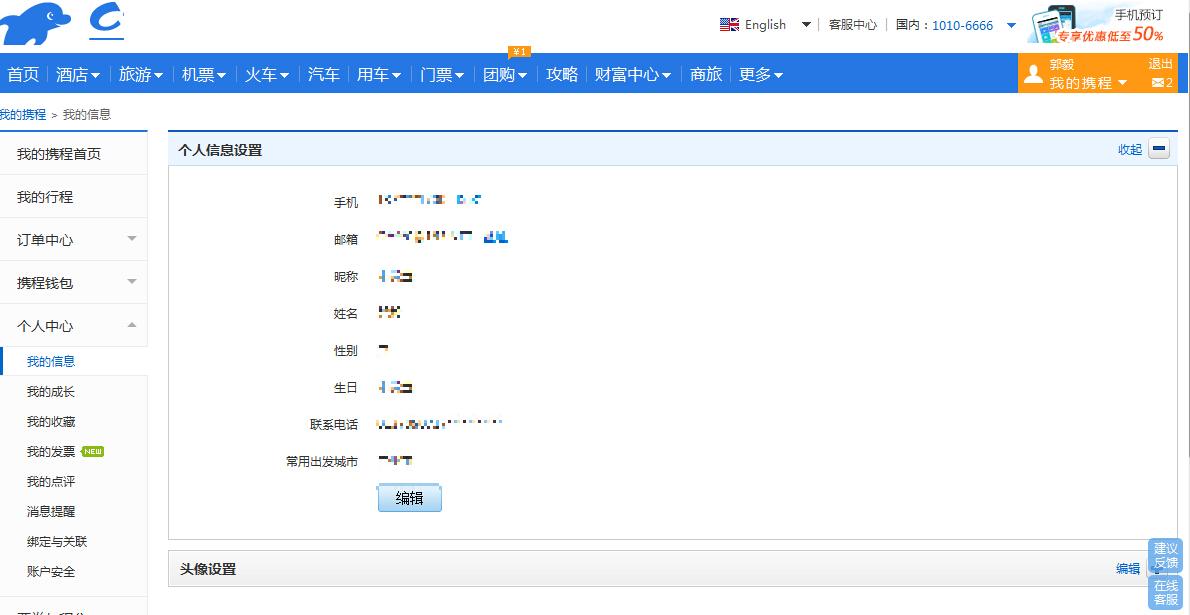 English
客服中心
国内：1010-6666
手机预订
专享优惠低至50%
¥1
首页 酒店 旅游 机票 火车 汽车 用车 门票 团购 攻略 财富中心 商旅 更多
郭毅 退出
我的携程 2
我的携程 > 我的信息
我的携程首页
我的行程
订单中心
携程钱包
个人中心
我的信息
我的成长
我的收藏
我的发票 NEW
我的点评
消息提醒
绑定与关联
账户安全
个人信息设置 收起
手机
邮箱
昵称
姓名
性别
生日
联系电话
常用出发城市
编辑
头像设置 编辑
建议
反馈
在线
客服